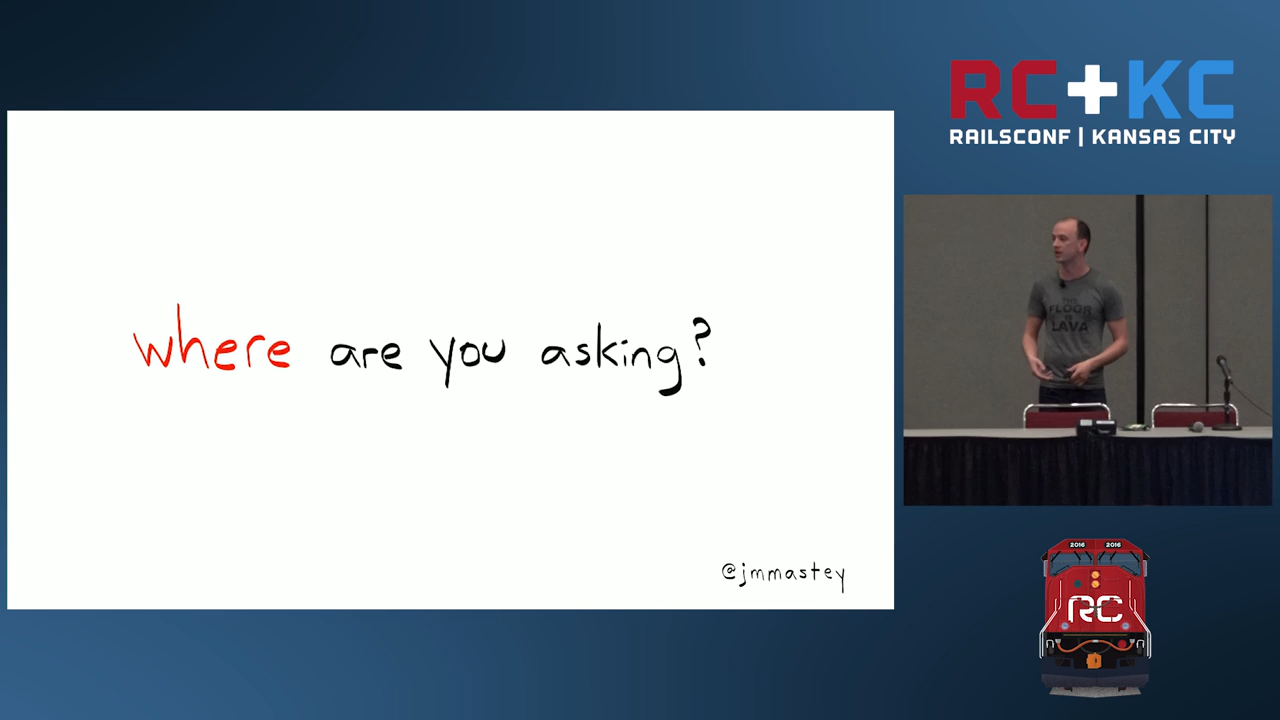 where are you asking?
@jmmastey
RC+KC
RAILSCONF | KANSAS CITY
THE
FLOOR
IS
LAVA
2016 2016
RC